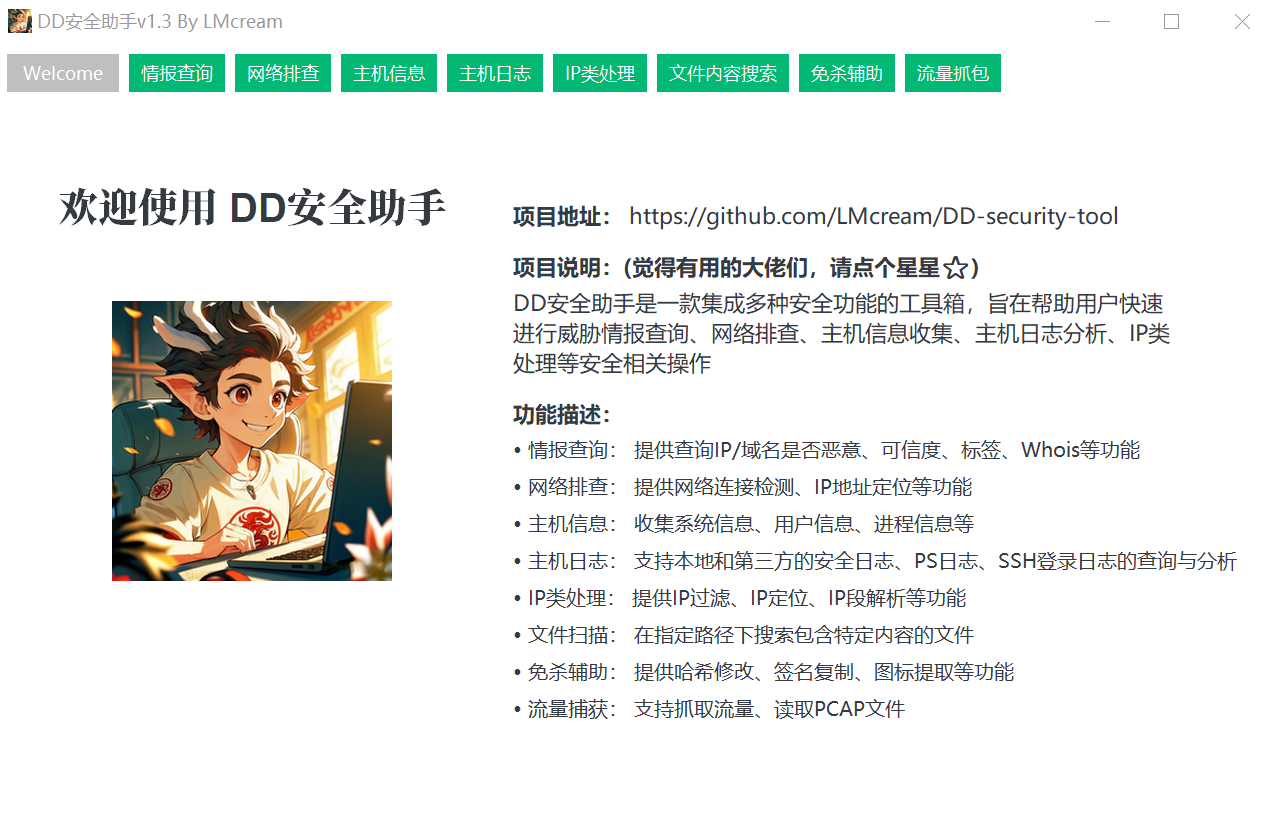 DD安全助手v1.3 By LMcream
Welcome 情报查询 网络排查 主机信息 主机日志 IP类处理 文件内容搜索 免杀辅助 流量抓包
欢迎使用 DD安全助手
项目地址： https://github.com/LMcream/DD-security-tool
项目说明：(觉得有用的大佬们，请点个星星☆)
DD安全助手是一款集成多种安全功能的工具箱，旨在帮助用户快速
进行威胁情报查询、网络排查、主机信息收集、主机日志分析、IP类
处理等安全相关操作
功能描述：
• 情报查询： 提供查询IP/域名是否恶意、可信度、标签、Whois等功能
• 网络排查： 提供网络连接检测、IP地址定位等功能
• 主机信息： 收集系统信息、用户信息、进程信息等
• 主机日志： 支持本地和第三方的安全日志、PS日志、SSH登录日志的查询与分析
• IP类处理： 提供IP过滤、IP定位、IP段解析等功能
• 文件扫描： 在指定路径下搜索包含特定内容的文件
• 免杀辅助： 提供哈希修改、签名复制、图标提取等功能
• 流量捕获： 支持抓取流量、读取PCAP文件